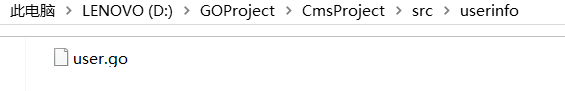 此电脑 > LENOVO (D:) > GOProject > CmsProject > src > userinfo
user.go